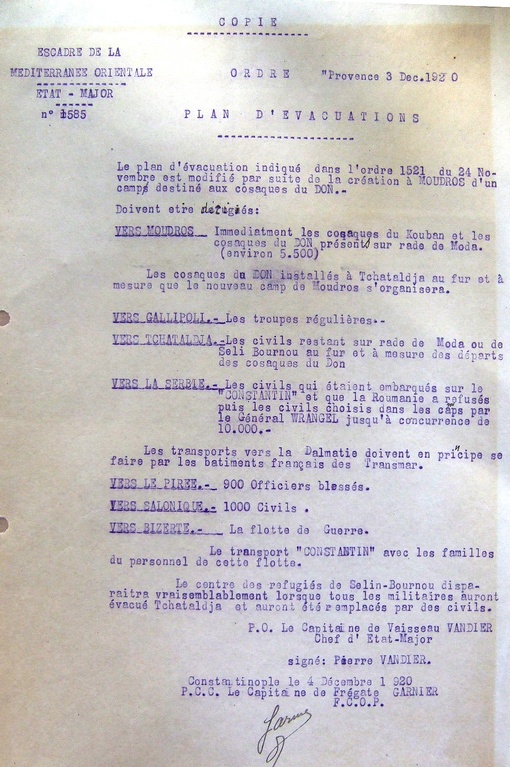 COPIE
ESCADRE DE LA
MEDITERRANEE ORIENTALE
ETAT - MAJOR
n° 1585
ORDRE "Provence 3 Dec.1920
PLAN D'EVACUATIONS
Le plan d'évacuation indiqué dans l'ordre 1521 du 24 No-
vembre est modifié par suite de la création à MOUDROS d'un
camp destiné aux cosaques du DON.-
Doivent etre dirigés:
VERS MOUDROS Immediatment les cosaques du Kouban et les
cosaques du DON présents sur rade de Moda.
(environ 5.500)
Les cosaques du DON installés à Tchataldja au fur et à
mesure que le nouveau camp de Moudros s'organisera.
VERS GALLIPOLI.- Les troupes régulières.-
VERS TCHATALDJA.-Les civils restant sur rade de Moda ou de
Seli Bournou au fur et à mesure des départs
des cosaques du Don
VERS LA SERBIE.- Les civils qui étaient embarqués sur le
"CONSTANTIN" et que la Roumanie a refusés
puis les civils choisis dans les caps par
le Général WRANGEL jusqu'à concurrence de
10.000.-
Les transports vers la Dalmatie doivent en pricipe se
faire par les batiments français des Transmar.
VERS LE PIREE.- 900 Officiers blessés.
VERS SALONIQUE.- 1000 Civils .
VERS BIZERTE.- La flotte de Guerre.
Le transport "CONSTANTIN" avec les familles
du personnel de cette flotte.
Le centre des refugiés de Selin-Bournou dispa-
raitra vraisemblablement lorsque tous les militaires auront
évacué Tchataldja et auront été remplacés par des civils.
P.O. Le Capitaine de Vaisseau VANDIER
Chef d' Etat-Major
signé: Pierre VANDIER.
Constantinople le 4 Décembre 1 920
P.C.C. Le Capitaine de Frégate GARNIER
F.C.O.P.